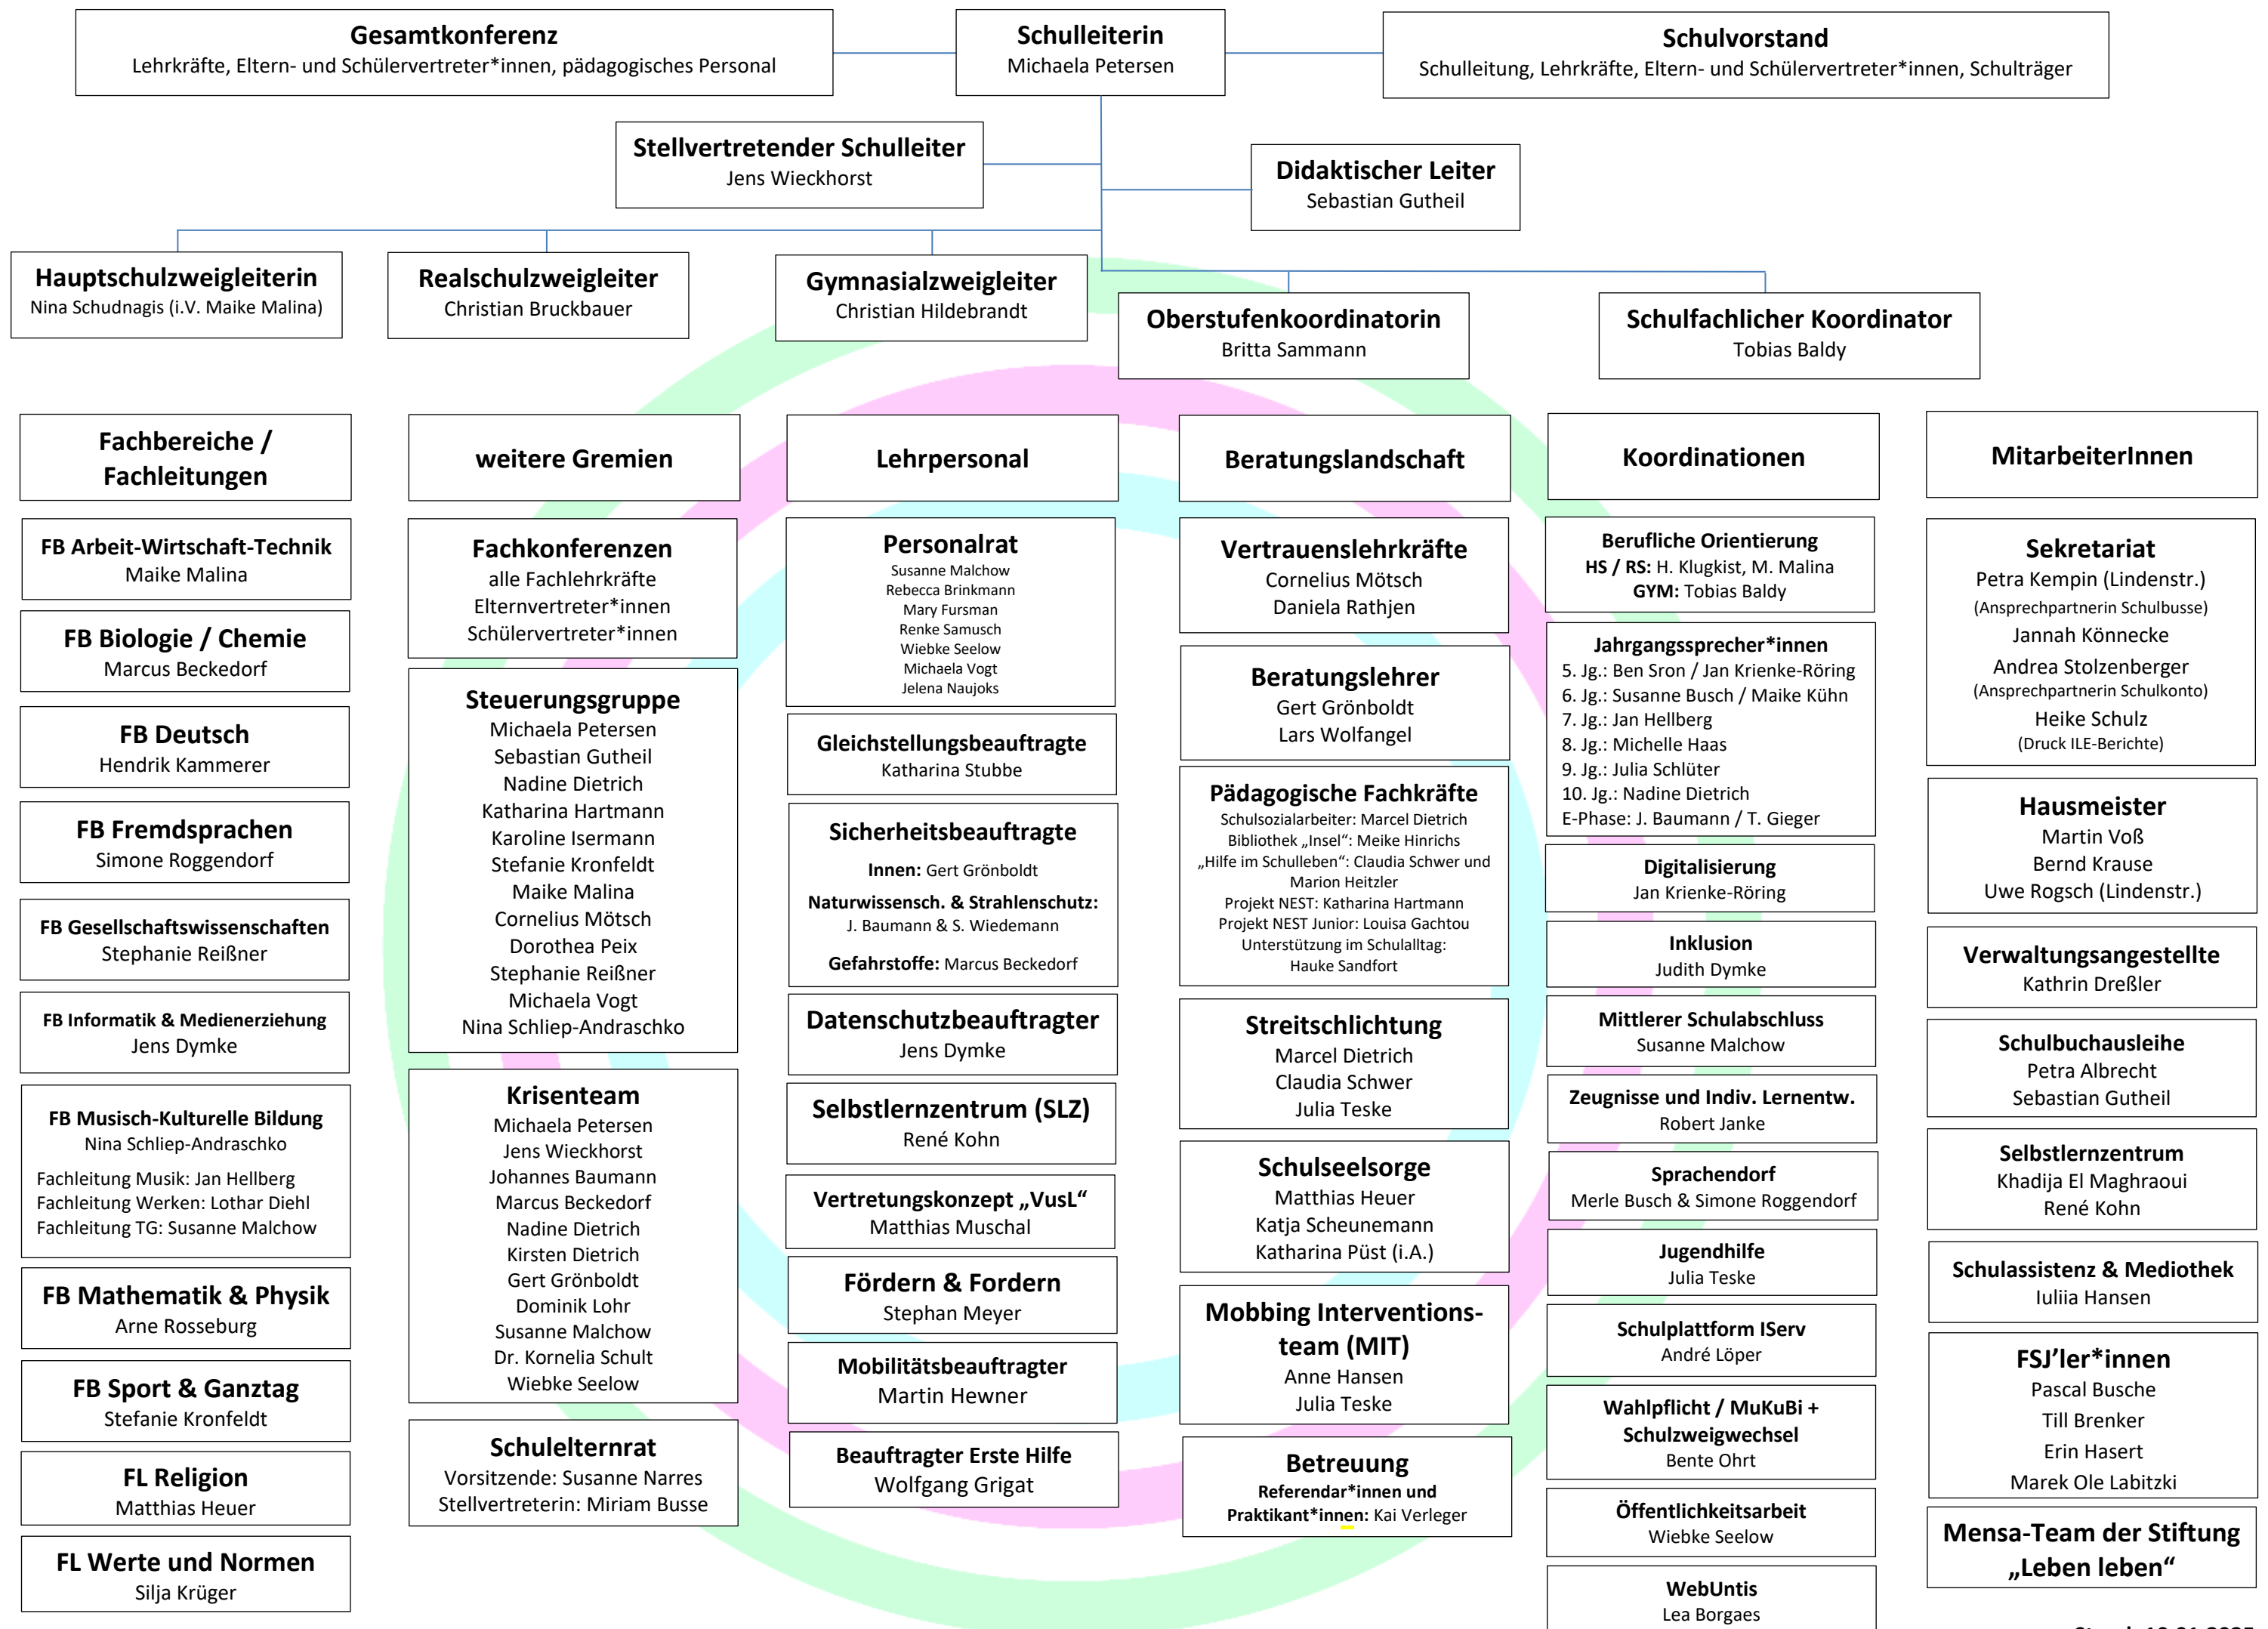 Gesamtkonferenz
Lehrkräfte, Eltern- und Schülervertreter*innen, pädagogisches Personal
Schulleiterin
Michaela Petersen
Schulvorstand
Schulleitung, Lehrkräfte, Eltern- und Schülervertreter*innen, Schulträger
Stellvertretender Schulleiter
Jens Wieckhorst
Didaktischer Leiter
Sebastian Gutheil
Hauptschulzweigleiterin
Nina Schudnagis (i.V. Maike Malina)
Realschulzweigleiter
Christian Bruckbauer
Gymnasialzweigleiter
Christian Hildebrandt
Oberstufenkoordinatorin
Britta Sammann
Schulfachlicher Koordinator
Tobias Baldy
Fachbereiche /
Fachleitungen
FB Arbeit-Wirtschaft-Technik
Maike Malina
FB Biologie / Chemie
Marcus Beckedorf
FB Deutsch
Hendrik Kammerer
FB Fremdsprachen
Simone Roggendorf
FB Gesellschaftswissenschaften
Stephanie Reißner
FB Informatik & Medienerziehung
Jens Dymke
FB Musisch-Kulturelle Bildung
Nina Schliep-Andraschko
Fachleitung Musik: Jan Hellberg
Fachleitung Werken: Lothar Diehl
Fachleitung TG: Susanne Malchow
FB Mathematik & Physik
Arne Rosseburg
FB Sport & Ganztag
Stefanie Kronfeldt
FL Religion
Matthias Heuer
FL Werte und Normen
Silja Krüger
weitere Gremien
Fachkonferenzen
alle Fachlehrkräfte
Elternvertreter*innen
Schülervertreter*innen
Steuerungsgruppe
Michaela Petersen
Sebastian Gutheil
Nadine Dietrich
Katharina Hartmann
Karoline Isermann
Stefanie Kronfeldt
Maike Malina
Cornelius Mötsch
Dorothea Peix
Stephanie Reißner
Michaela Vogt
Nina Schliep-Andraschko
Krisenteam
Michaela Petersen
Jens Wieckhorst
Johannes Baumann
Marcus Beckedorf
Nadine Dietrich
Kirsten Dietrich
Gert Grönboldt
Dominik Lohr
Susanne Malchow
Dr. Kornelia Schult
Wiebke Seelow
Schulelternrat
Vorsitzende: Susanne Narres
Stellvertreterin: Miriam Busse
Lehrpersonal
Personalrat
Susanne Malchow
Rebecca Brinkmann
Mary Fursman
Renke Samusch
Wiebke Seelow
Michaela Vogt
Jelena Naujoks
Gleichstellungsbeauftragte
Katharina Stubbe
Sicherheitsbeauftragte
Innen: Gert Grönboldt
Naturwissensch. & Strahlenschutz:
J. Baumann & S. Wiedemann
Gefahrstoffe: Marcus Beckedorf
Datenschutzbeauftragter
Jens Dymke
Selbstlernzentrum (SLZ)
René Kohn
Vertretungskonzept „VusL“
Matthias Muschal
Fördern & Fordern
Stephan Meyer
Mobilitätsbeauftragter
Martin Hewner
Beauftragter Erste Hilfe
Wolfgang Grigat
Beratungslandschaft
Vertrauenslehrkräfte
Cornelius Mötsch
Daniela Rathjen
Beratungslehrer
Gert Grönboldt
Lars Wolfangel
Pädagogische Fachkräfte
Schulsozialarbeiter: Marcel Dietrich
Bibliothek „Insel“: Meike Hinrichs
„Hilfe im Schulleben“: Claudia Schwer und
Marion Heitzler
Projekt NEST: Katharina Hartmann
Projekt NEST Junior: Louisa Gachtou
Unterstützung im Schulalltag:
Hauke Sandfort
Streitschlichtung
Marcel Dietrich
Claudia Schwer
Julia Teske
Schulseelsorge
Matthias Heuer
Katja Scheunemann
Katharina Püst (i.A.)
Mobbing Interventions-
team (MIT)
Anne Hansen
Julia Teske
Betreuung
Referendar*innen und
Praktikant*innen: Kai Verleger
Koordinationen
Berufliche Orientierung
HS / RS: H. Klugkist, M. Malina
GYM: Tobias Baldy
Jahrgangssprecher*innen
5. Jg.: Ben Sron / Jan Krienke-Röring
6. Jg.: Susanne Busch / Maike Kühn
7. Jg.: Jan Hellberg
8. Jg.: Michelle Haas
9. Jg.: Julia Schlüter
10. Jg.: Nadine Dietrich
E-Phase: J. Baumann / T. Gieger
Digitalisierung
Jan Krienke-Röring
Inklusion
Judith Dymke
Mittlerer Schulabschluss
Susanne Malchow
Zeugnisse und Indiv. Lernentw.
Robert Janke
Sprachendorf
Merle Busch & Simone Roggendorf
Jugendhilfe
Julia Teske
Schulplattform IServ
André Löper
Wahlpflicht / MuKuBi +
Schulzweigwechsel
Bente Ohrt
Öffentlichkeitsarbeit
Wiebke Seelow
WebUntis
Lea Borgaes
MitarbeiterInnen
Sekretariat
Petra Kempin (Lindenstr.)
(Ansprechpartnerin Schulbusse)
Jannah Könnecke
Andrea Stolzenberger
(Ansprechpartnerin Schulkonto)
Heike Schulz
(Druck ILE-Berichte)
Hausmeister
Martin Voß
Bernd Krause
Uwe Rogsch (Lindenstr.)
Verwaltungsangestellte
Kathrin Dreßler
Schulbuchausleihe
Petra Albrecht
Sebastian Gutheil
Selbstlernzentrum
Khadija El Maghraoui
René Kohn
Schulassistenz & Mediothek
Iuliia Hansen
FSJ’ler*innen
Pascal Busche
Till Brenker
Erin Hasert
Marek Ole Labitzki
Mensa-Team der Stiftung
„Leben leben“